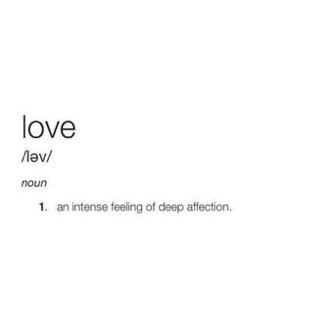 love
/ləv/
noun
1. an intense feeling of deep affection.